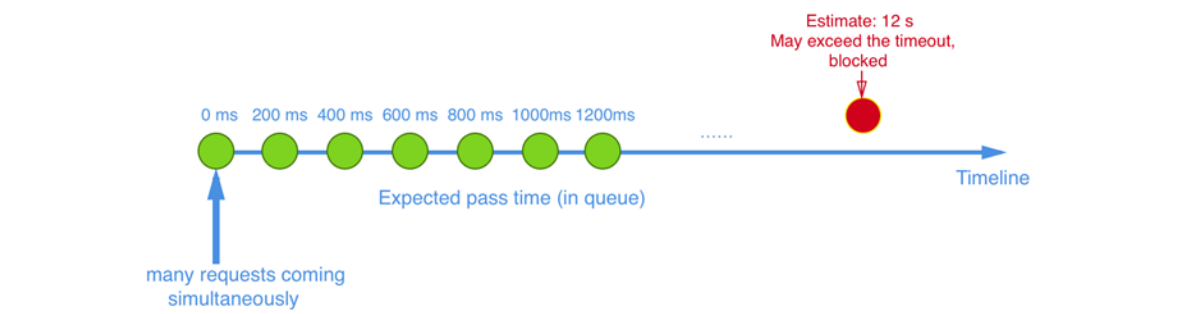 Estimate: 12 s
May exceed the timeout,
blocked
0 ms 200 ms 400 ms 600 ms 800 ms 1000ms 1200ms
......
Timeline
Expected pass time (in queue)
many requests coming
simultaneously